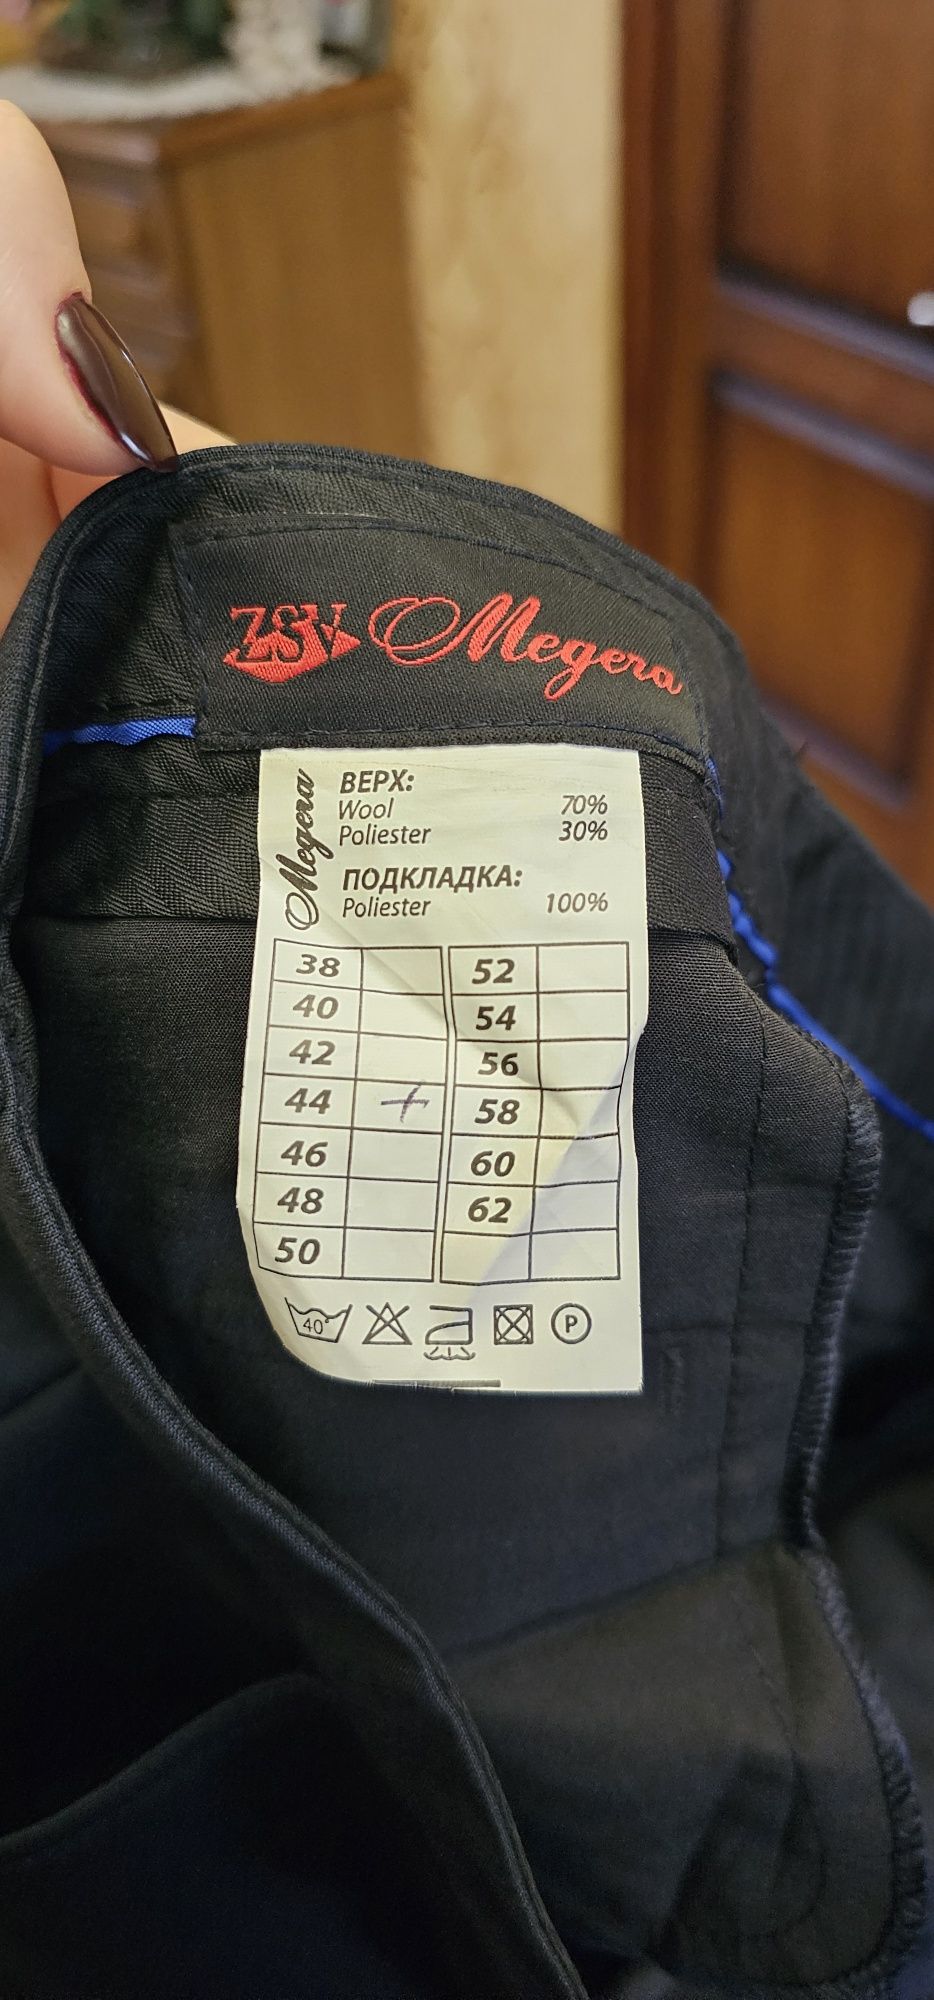 ZSV Megera
Megera
ВЕРХ:
Wool 70%
Poliester 30%
ПОДКЛАДКА:
Poliester 100%
38 52
40 54
42 56
44 + 58
46 60
48 62
50
40° P